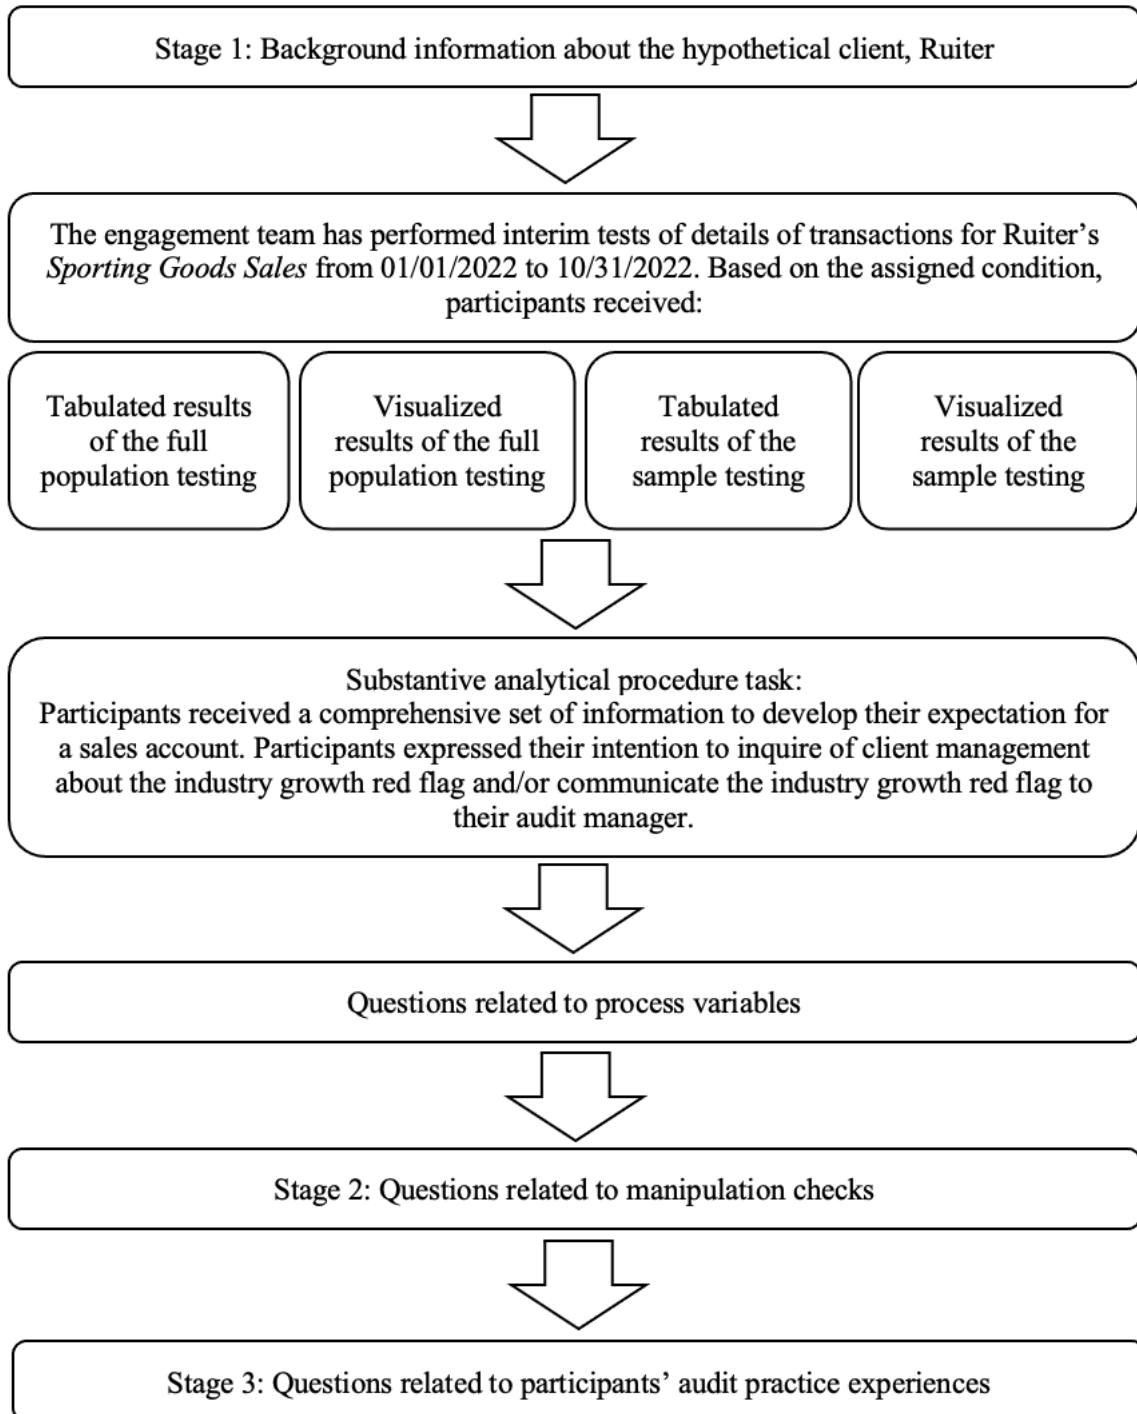 Stage 1: Background information about the hypothetical client, Ruiter
The engagement team has performed interim tests of details of transactions for Ruiter’s
Sporting Goods Sales from 01/01/2022 to 10/31/2022. Based on the assigned condition,
participants received:
Tabulated results
of the full
population testing
Visualized
results of the full
population testing
Tabulated
results of the
sample testing
Visualized
results of the
sample testing
Substantive analytical procedure task:
Participants received a comprehensive set of information to develop their expectation for
a sales account. Participants expressed their intention to inquire of client management
about the industry growth red flag and/or communicate the industry growth red flag to
their audit manager.
Questions related to process variables
Stage 2: Questions related to manipulation checks
Stage 3: Questions related to participants’ audit practice experiences